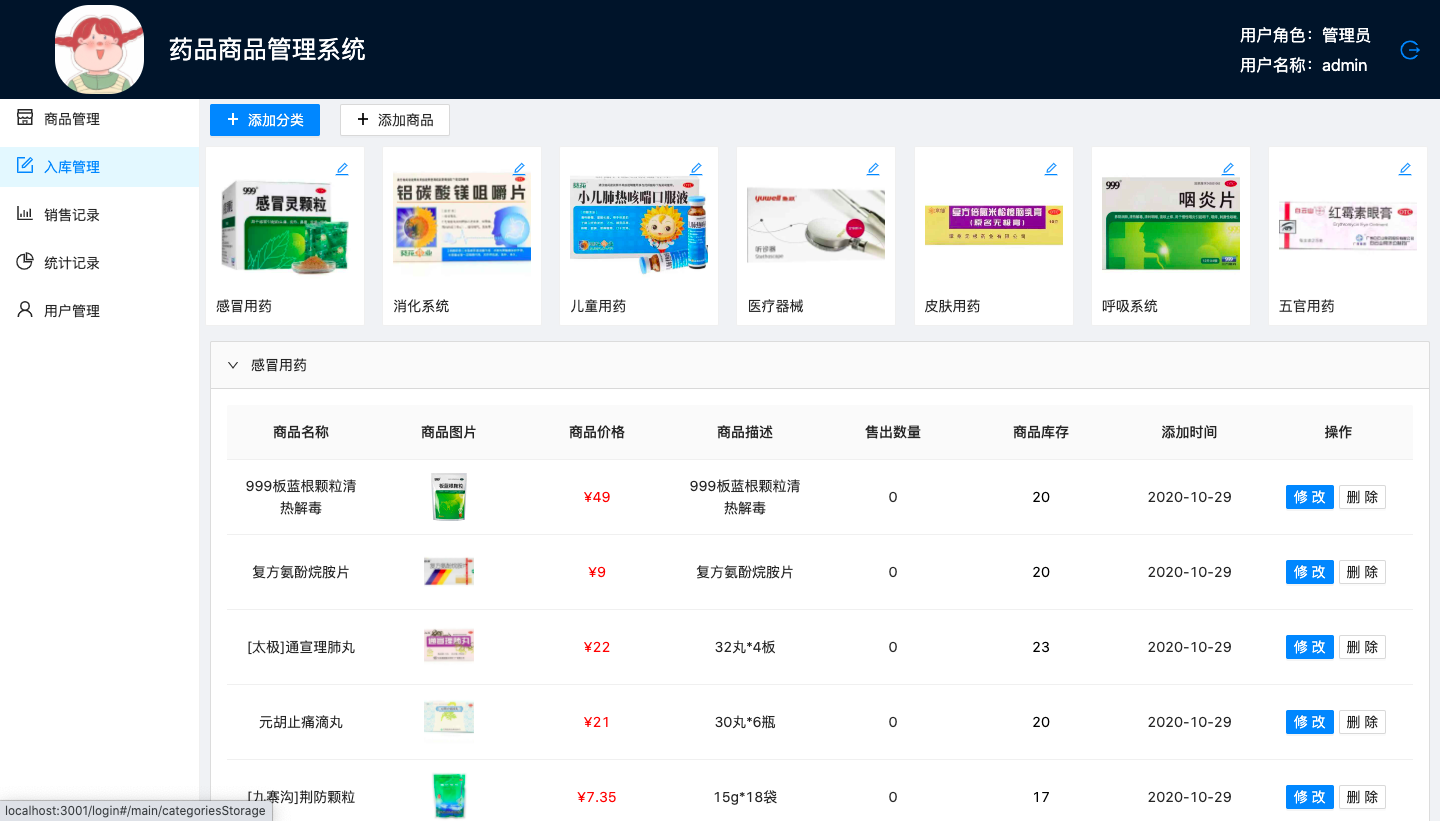 药品商品管理系统
用户角色：管理员
用户名称：admin
商品管理
入库管理
销售记录
统计记录
用户管理
添加分类
添加商品
999
感冒灵颗粒
铝碳酸镁咀嚼片
小儿肺热咳喘口服液
yuwell
听诊器
复方倍氯米松樟脑乳膏
(原名无极膏)
999
咽炎片
红霉素眼膏
感冒用药
消化系统
儿童用药
医疗器械
皮肤用药
呼吸系统
五官用药
感冒用药
商品名称 商品图片 商品价格 商品描述 售出数量 商品库存 添加时间 操作
999板蓝根颗粒清
热解毒
¥49
999板蓝根颗粒清
热解毒
0 20 2020-10-29 修 改 删 除
复方氨酚烷胺片 ¥9 复方氨酚烷胺片 0 20 2020-10-29 修 改 删 除
[太极]通宣理肺丸 ¥22 32丸*4板 0 23 2020-10-29 修 改 删 除
元胡止痛滴丸 ¥21 30丸*6瓶 0 20 2020-10-29 修 改 删 除
[九寨沟]荆防颗粒 ¥7.35 15g*18袋 0 17 2020-10-29 修 改 删 除
localhost:3001/login#/main/categoriesStorage